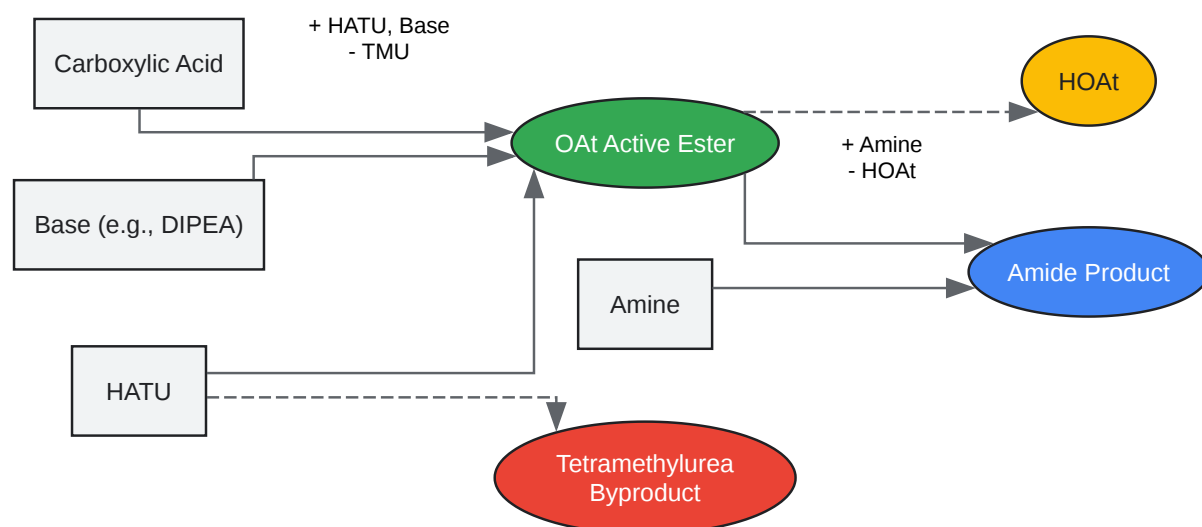 + HATU, Base
- TMU
Carboxylic Acid
HOAt
OAt Active Ester
+ Amine
- HOAt
Base (e.g., DIPEA)
Amide Product
Amine
HATU
Tetramethylurea
Byproduct